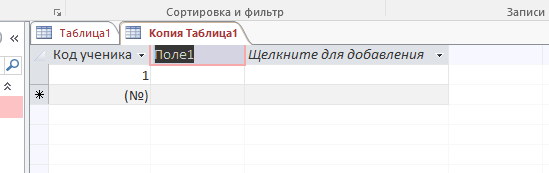 Сортировка и фильтр Записи
Таблица1 Копия Таблица1
Код ученика Поле1 Щелкните для добавления
1
(№)